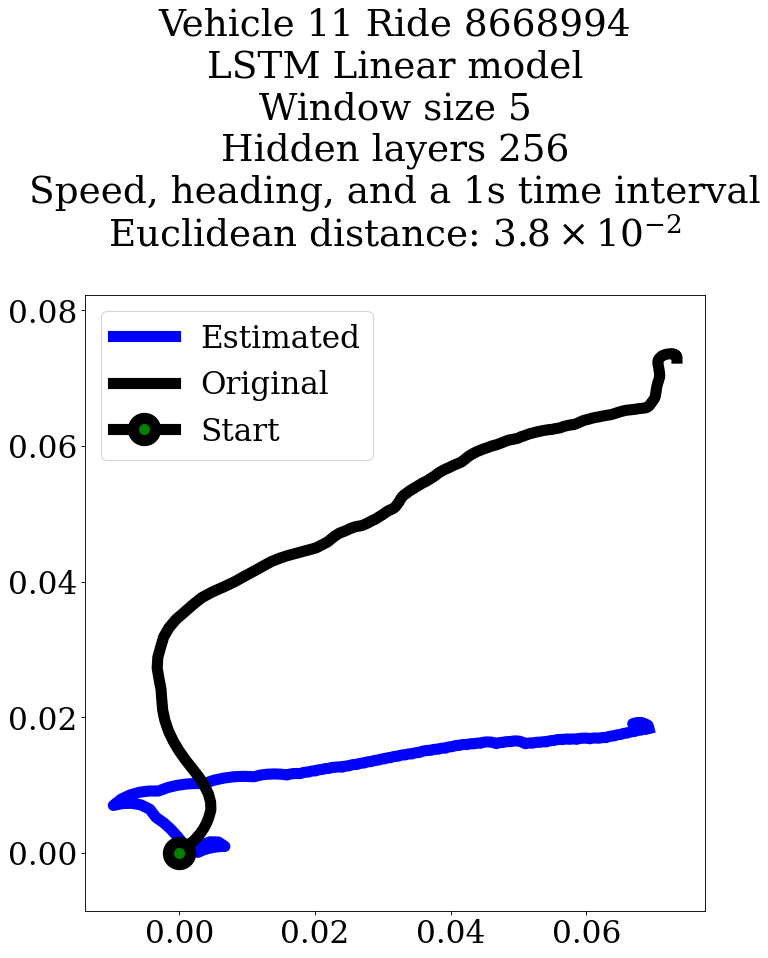 Vehicle 11 Ride 8668994
LSTM Linear model
Window size 5
Hidden layers 256
Speed, heading, and a 1s time interval
Euclidean distance: 3.8 × 10⁻²
0.08
0.06
0.04
0.02
0.00
Estimated
Original
Start
0.00 0.02 0.04 0.06